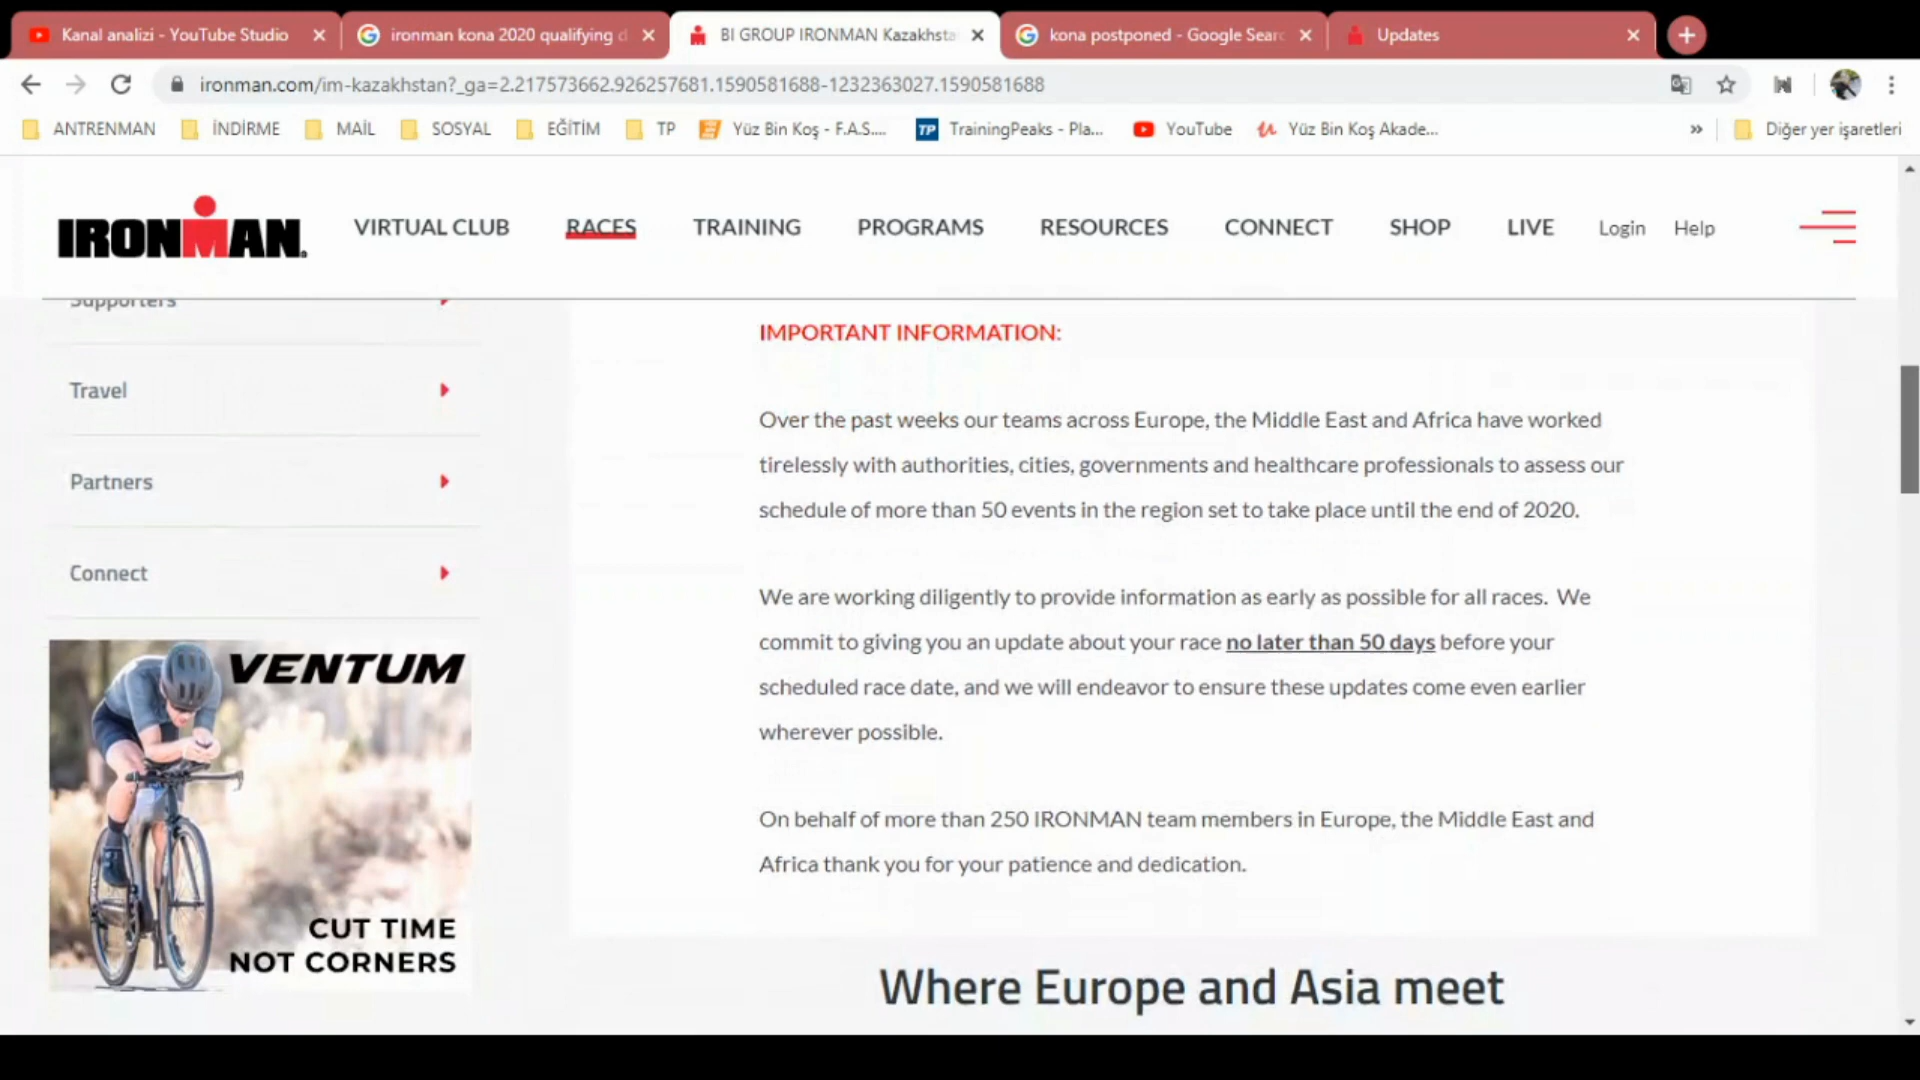 Kanal analizi - YouTube Studio
ironman kona 2020 qualifying d
BI GROUP IRONMAN Kazakhsta
kona postponed - Google Searc
Updates
ironman.com/im-kazakhstan?_ga=2.217573662.926257681.1590581688-1232363027.1590581688
ANTRENMAN
İNDİRME
MAİL
SOSYAL
EĞİTİM
TP
Yüz Bin Koş - F.A.S....
TP
TrainingPeaks - Pla...
YouTube
Yüz Bin Koş Akade...
»
Diğer yer işaretleri
IRONMAN
VIRTUAL CLUB
RACES
TRAINING
PROGRAMS
RESOURCES
CONNECT
SHOP
LIVE
Login
Help
Supporters
Travel
Partners
Connect
VENTUM
CUT TIME
NOT CORNERS
IMPORTANT INFORMATION:
Over the past weeks our teams across Europe, the Middle East and Africa have worked
tirelessly with authorities, cities, governments and healthcare professionals to assess our
schedule of more than 50 events in the region set to take place until the end of 2020.
We are working diligently to provide information as early as possible for all races. We
commit to giving you an update about your race no later than 50 days before your
scheduled race date, and we will endeavor to ensure these updates come even earlier
wherever possible.
On behalf of more than 250 IRONMAN team members in Europe, the Middle East and
Africa thank you for your patience and dedication.
Where Europe and Asia meet